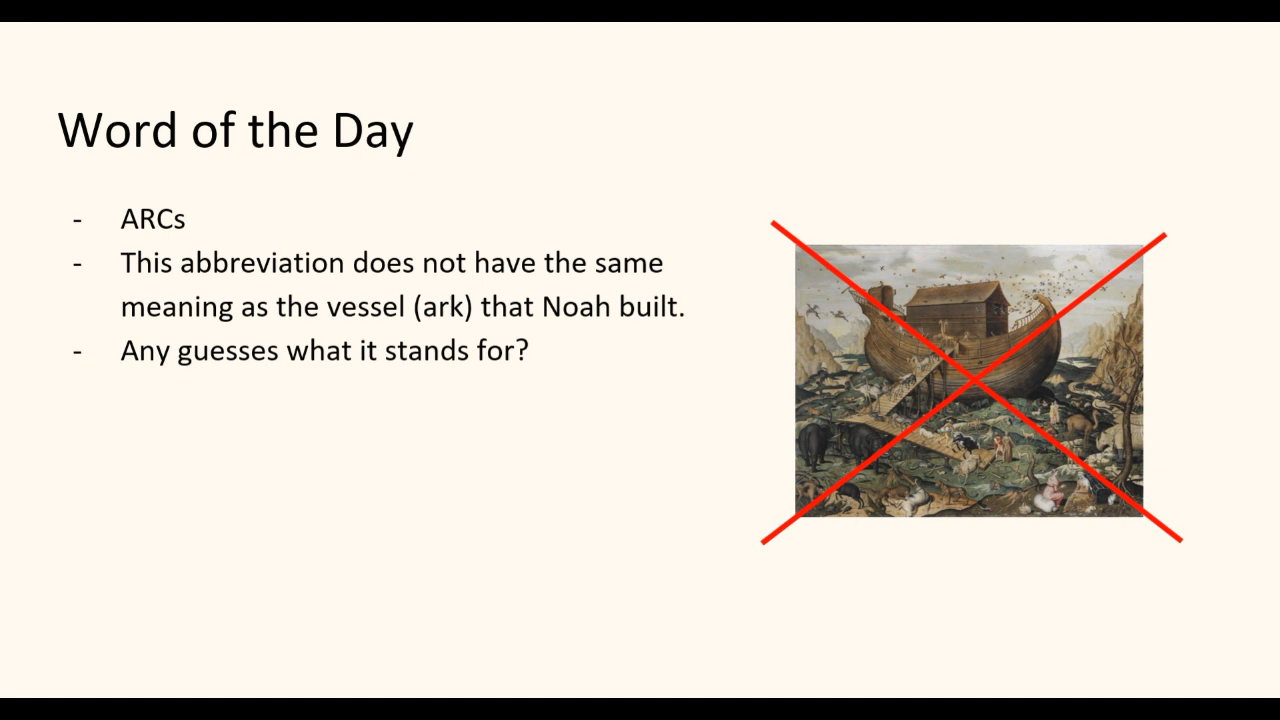 Word of the Day
- ARCs
- This abbreviation does not have the same
meaning as the vessel (ark) that Noah built.
- Any guesses what it stands for?